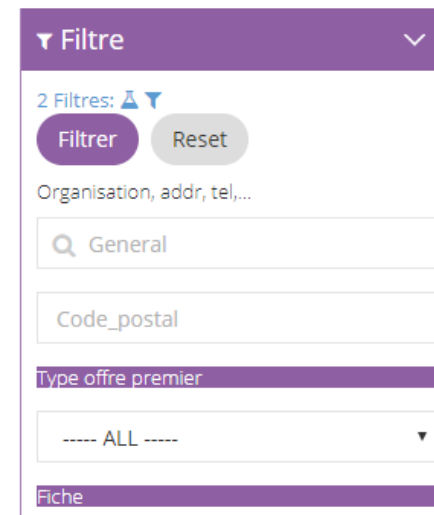 Filtre
2 Filtres:
Filtrer Reset
Organisation, addr, tel,...
General
Code_postal
Type offre premier
----- ALL -----
Fiche